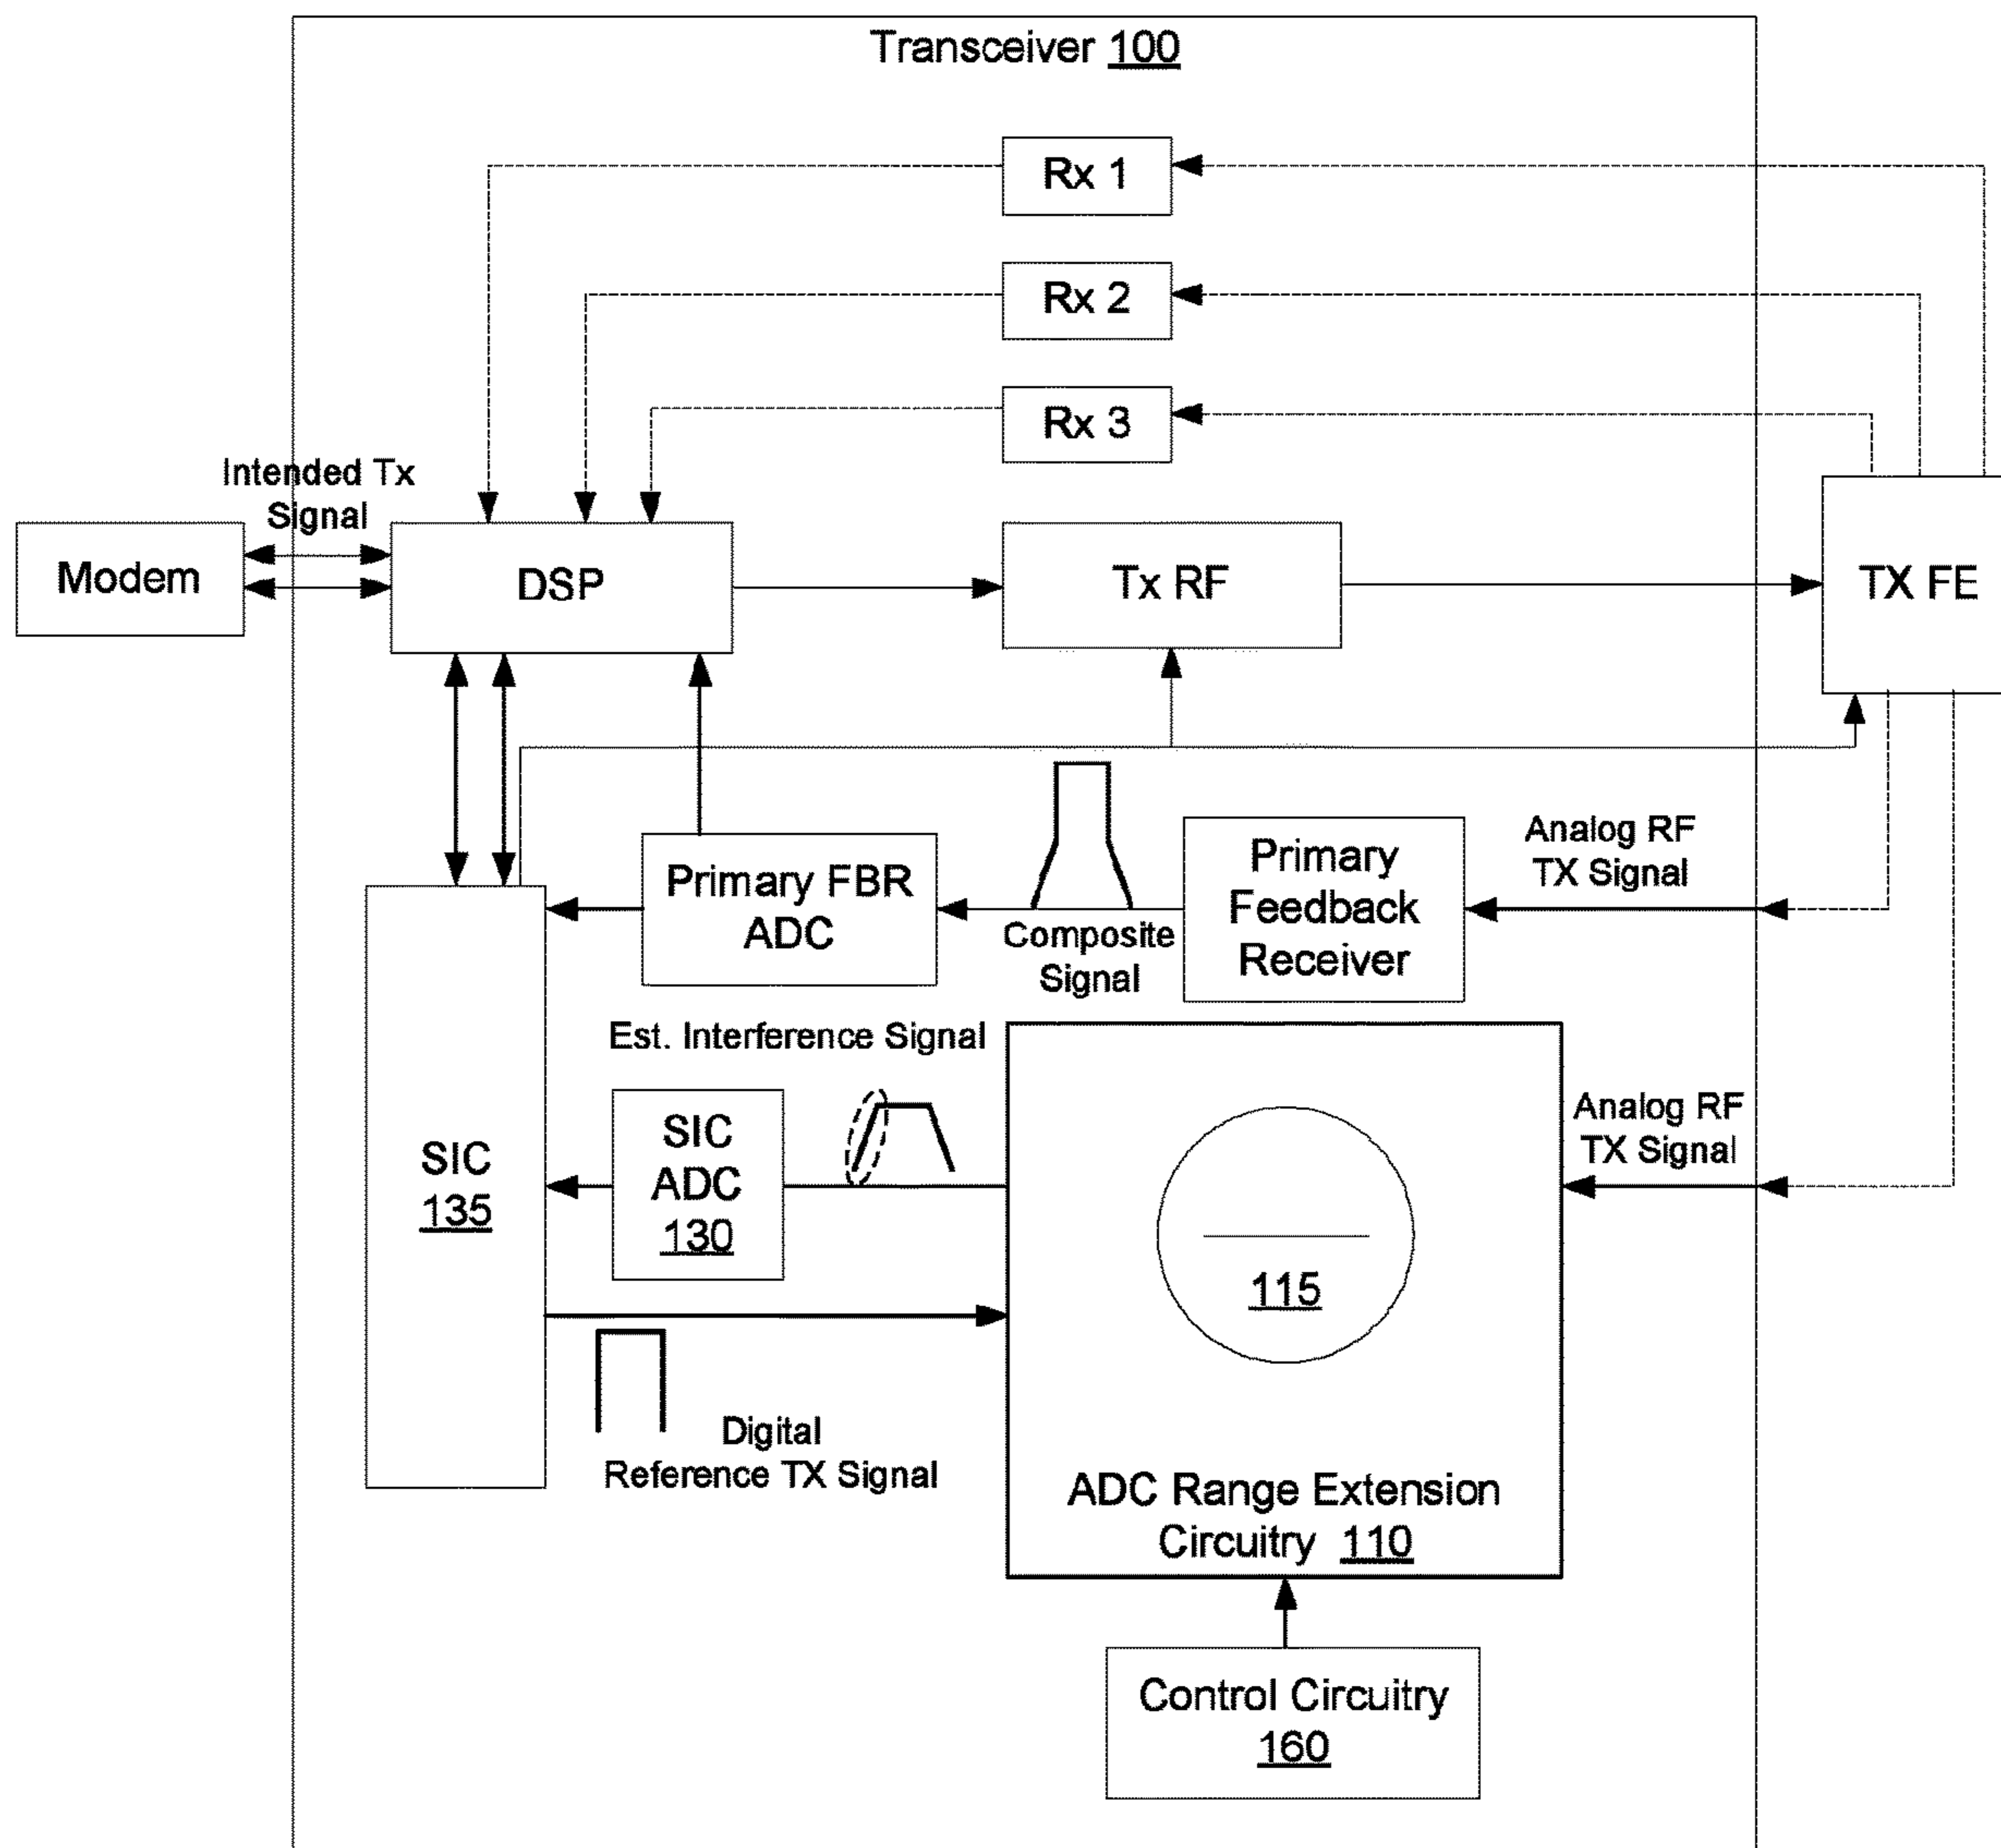 Transceiver 100
Rx 1
Rx 2
Rx 3
Intended Tx
Signal
Modem
DSP
Tx RF
TX FE
Primary FBR
ADC
Composite
Signal
Primary
Feedback
Receiver
Analog RF
TX Signal
Est. Interference Signal
SIC
135
SIC
ADC
130
115
Analog RF
TX Signal
Digital
Reference TX Signal
ADC Range Extension
Circuitry 110
Control Circuitry
160